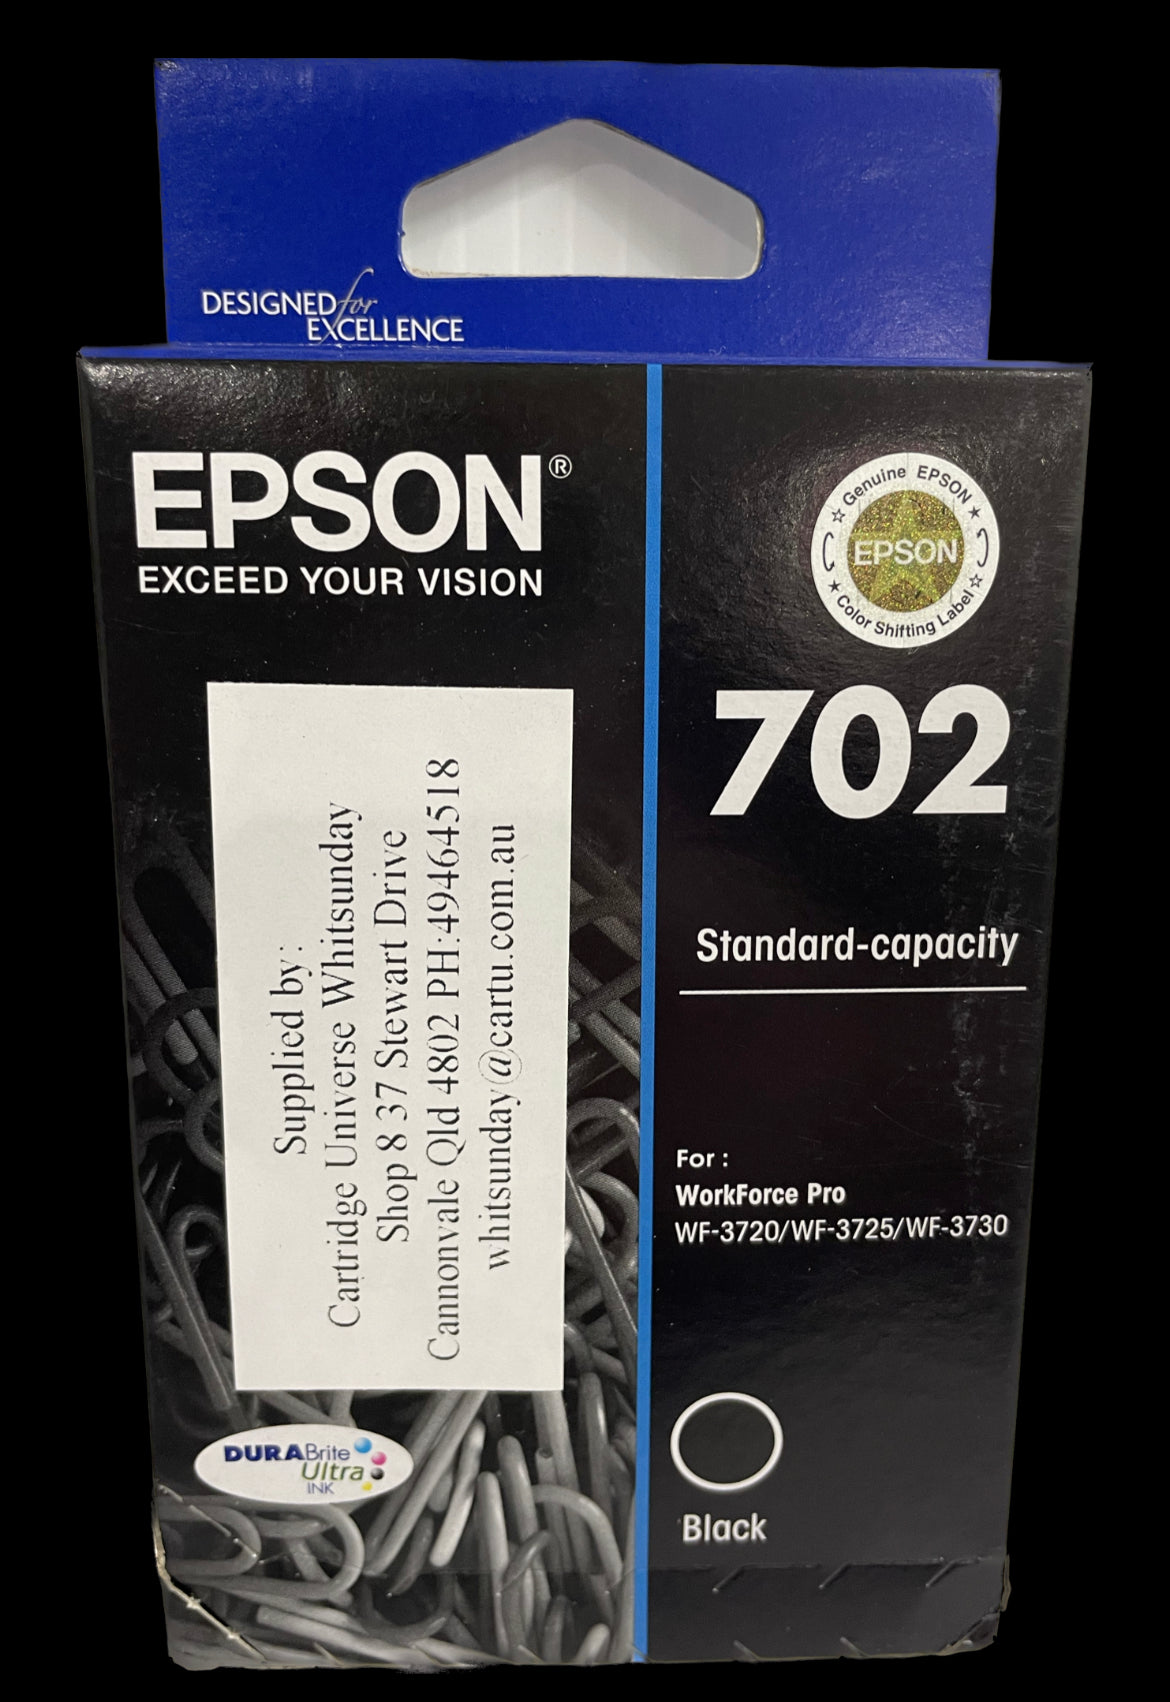 DESIGNED for
EXCELLENCE
EPSON®
EXCEED YOUR VISION
Genuine EPSON
EPSON
Color Shifting Label
702
Standard-capacity
Supplied by:
Cartridge Universe Whitsunday
Shop 8 37 Stewart Drive
Cannonvale Qld 4802 PH:49464518
whitsunday@cartu.com.au
For :
WorkForce Pro
WF-3720/WF-3725/WF-3730
DURABrite
Ultra
INK
Black